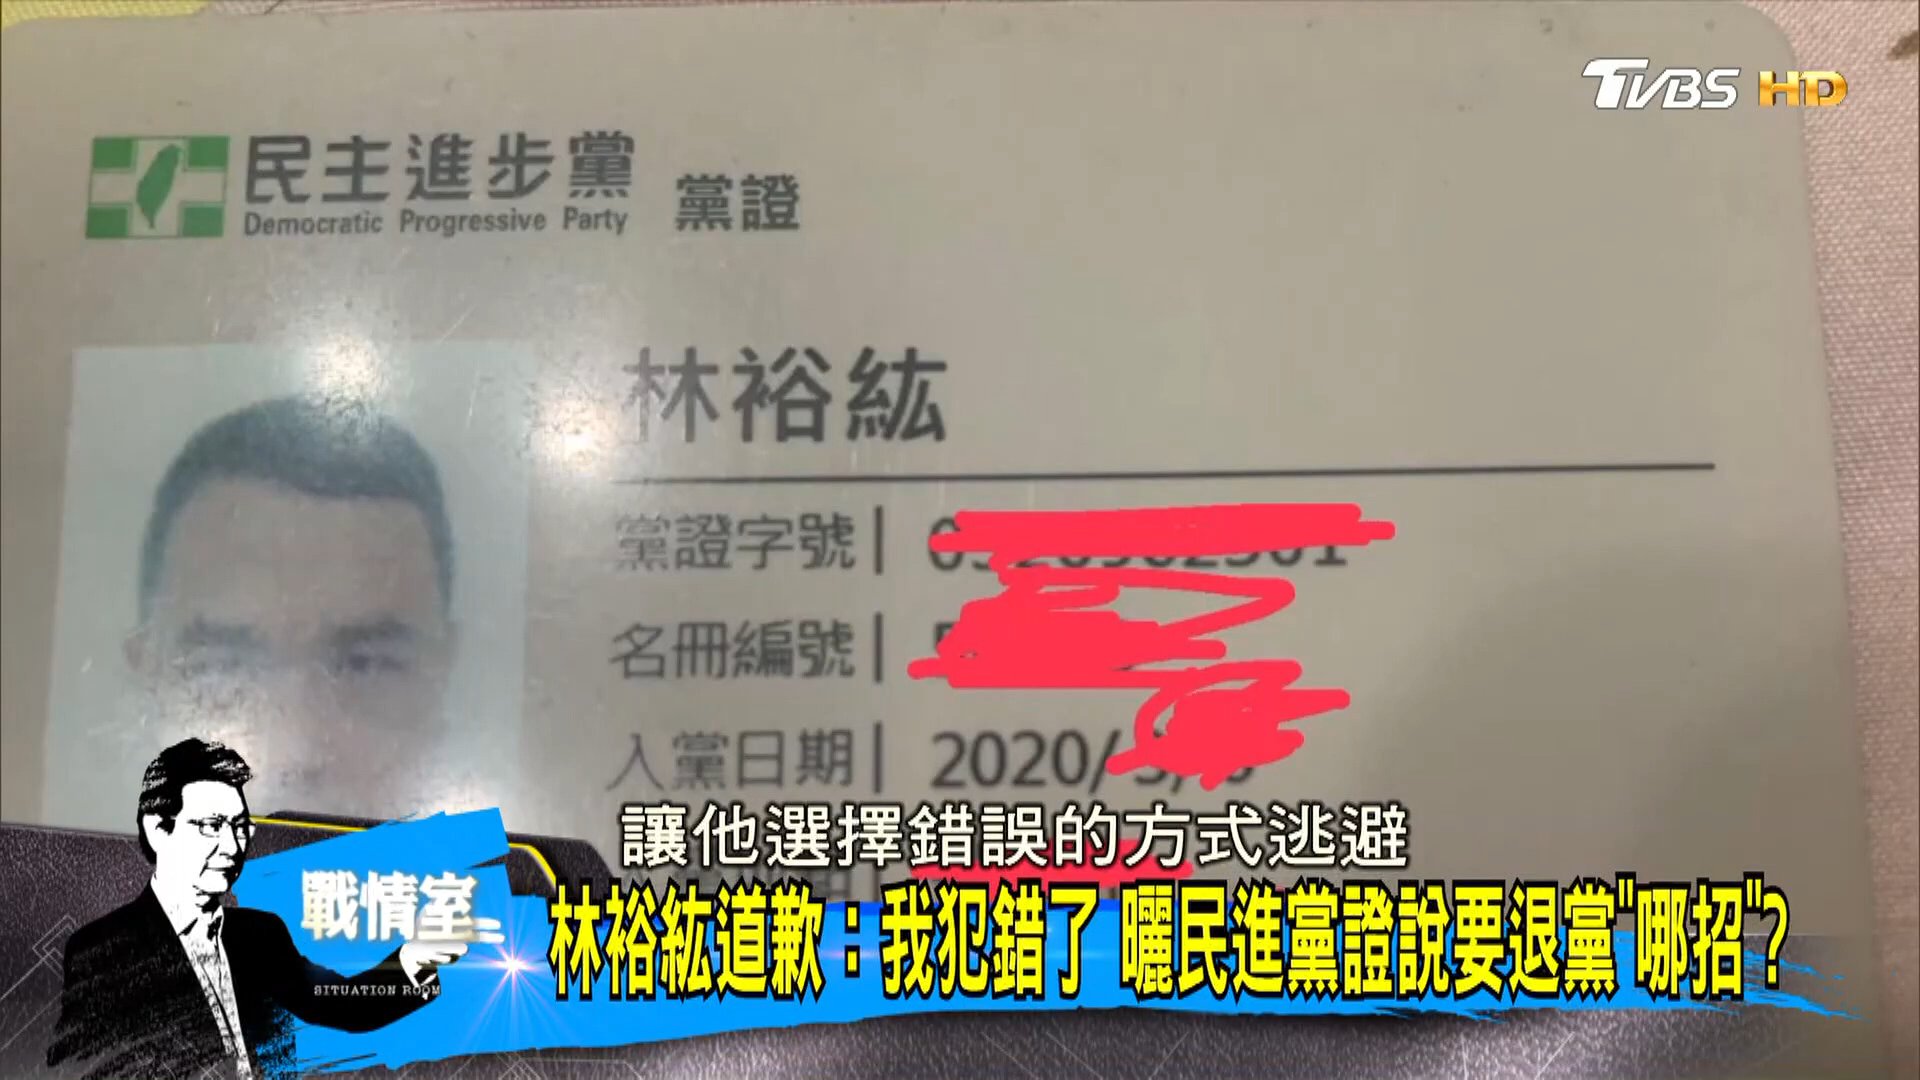 TVBS HD
民主進步黨
Democratic Progressive Party
黨證
林裕紘
黨證字號|
名冊編號|
入黨日期| 2020/
讓他選擇錯誤的方式逃避
戰情室
SITUATION ROOM
林裕紘道歉：我犯錯了 曬民進黨證說要退黨"哪招"?